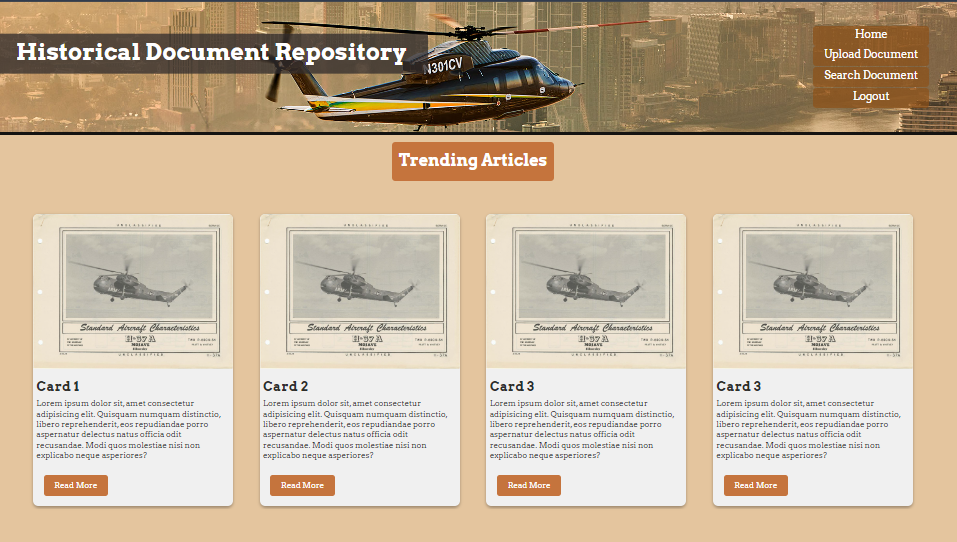 Historical Document Repository
N301CV
Home
Upload Document
Search Document
Logout
Trending Articles
UNCLASSIFIED
Standard Aircraft Characteristics
H-37A
MOJAVE
Sikorsky
UNCLASSIFIED
H-37A
UNCLASSIFIED
Standard Aircraft Characteristics
H-37A
MOJAVE
Sikorsky
UNCLASSIFIED
H-37A
UNCLASSIFIED
Standard Aircraft Characteristics
H-37A
MOJAVE
Sikorsky
UNCLASSIFIED
H-37A
UNCLASSIFIED
Standard Aircraft Characteristics
H-37A
MOJAVE
Sikorsky
UNCLASSIFIED
H-37A
Card 1
Lorem ipsum dolor sit, amet consectetur
adipisicing elit. Quisquam numquam distinctio,
libero reprehenderit, eos repudiandae porro
aspernatur delectus natus officia odit
recusandae. Modi quos molestiae nisi non
explicabo neque asperiores?
Read More
Card 2
Lorem ipsum dolor sit, amet consectetur
adipisicing elit. Quisquam numquam distinctio,
libero reprehenderit, eos repudiandae porro
aspernatur delectus natus officia odit
recusandae. Modi quos molestiae nisi non
explicabo neque asperiores?
Read More
Card 3
Lorem ipsum dolor sit, amet consectetur
adipisicing elit. Quisquam numquam distinctio,
libero reprehenderit, eos repudiandae porro
aspernatur delectus natus officia odit
recusandae. Modi quos molestiae nisi non
explicabo neque asperiores?
Read More
Card 3
Lorem ipsum dolor sit, amet consectetur
adipisicing elit. Quisquam numquam distinctio,
libero reprehenderit, eos repudiandae porro
aspernatur delectus natus officia odit
recusandae. Modi quos molestiae nisi non
explicabo neque asperiores?
Read More